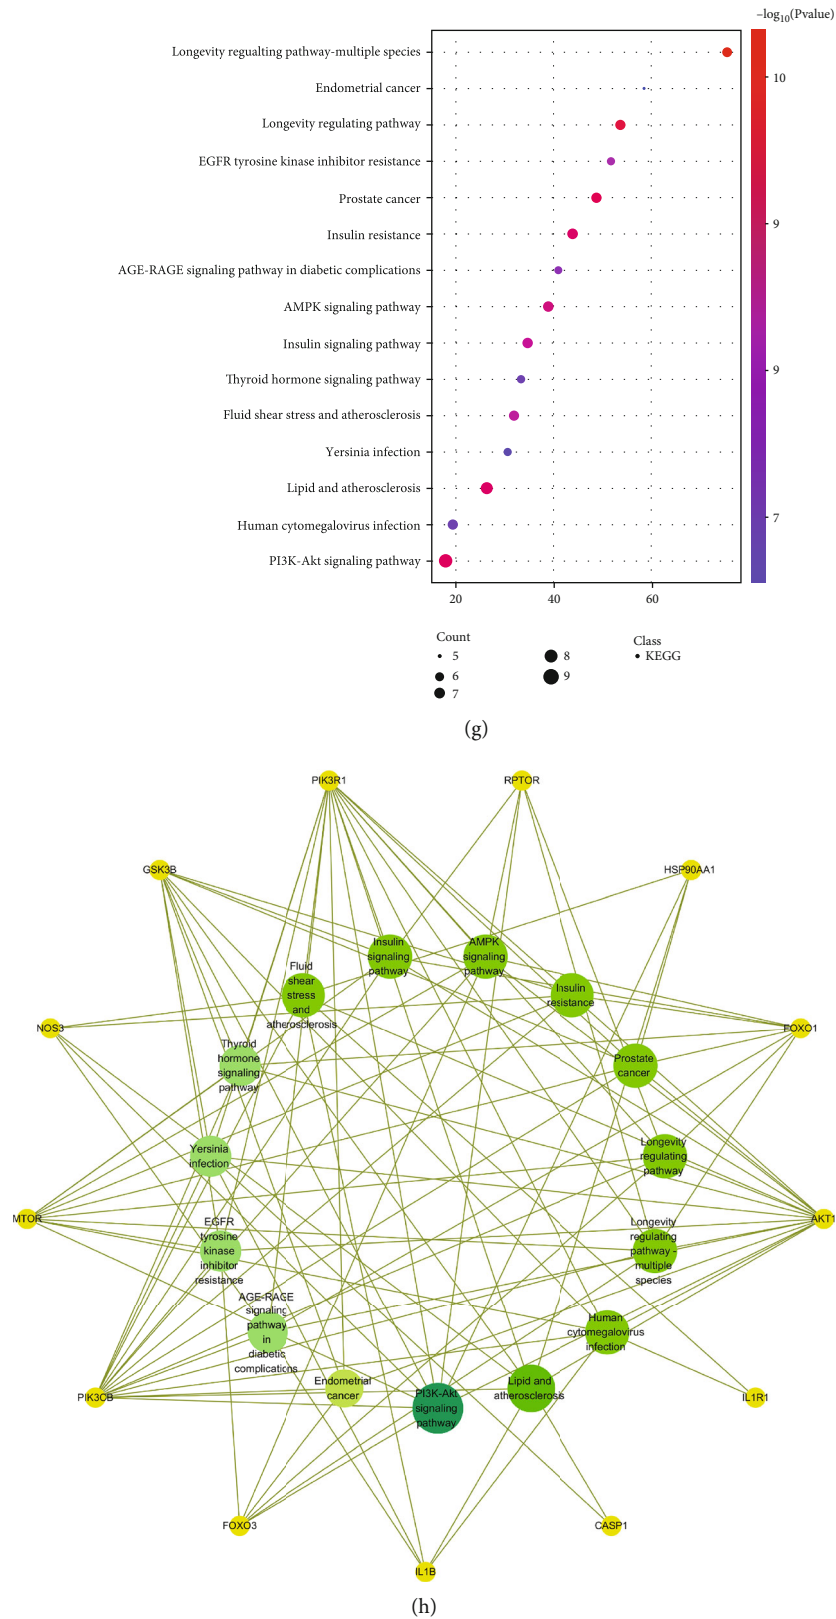 –log10(Pvalue)
Longevity regualting pathway-multiple species
Endometrial cancer
Longevity regulating pathway
EGFR tyrosine kinase inhibitor resistance
Prostate cancer
Insulin resistance
AGE-RAGE signaling pathway in diabetic complications
AMPK signaling pathway
Insulin signaling pathway
Thyroid hormone signaling pathway
Fluid shear stress and atherosclerosis
Yersinia infection
Lipid and atherosclerosis
Human cytomegalovirus infection
PI3K-Akt signaling pathway
10
9
9
7
20
40
60
Count
5
6
7
8
9
Class
KEGG
(g)
PIK3R1
RPTOR
GSK3B
HSP90AA1
Insulin
signaling
pathway
AMPK
signaling
pathway
Fluid
shear
stress
and
atherosclerosis
Insulin
resistance
NOS3
FOXO1
Thyroid
hormone
signaling
pathway
Prostate
cancer
Yersinia
infection
Longevity
regulating
pathway
MTOR
AKT1
EGFR
tyrosine
kinase
inhibitor
resistance
Longevity
regulating
pathway -
multiple
species
AGE-RAGE
signaling
pathway
in
diabetic
complications
Human
cytomegalovirus
infection
Endometrial
cancer
PI3K-Akt
signaling
pathway
Lipid and
atherosclerosis
PIK3CB
IL1R1
FOXO3
CASP1
IL1B
(h)